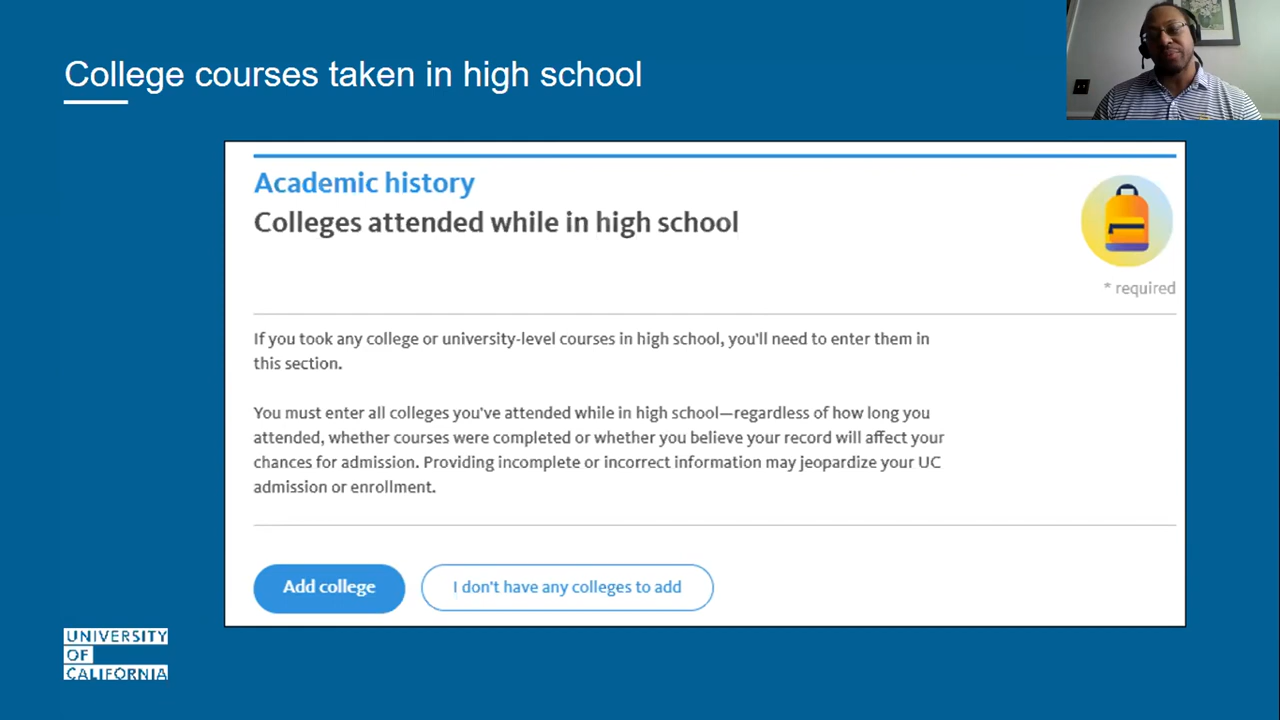 College courses taken in high school
Academic history
Colleges attended while in high school
* required
If you took any college or university-level courses in high school, you'll need to enter them in
this section.
You must enter all colleges you've attended while in high school—regardless of how long you
attended, whether courses were completed or whether you believe your record will affect your
chances for admission. Providing incomplete or incorrect information may jeopardize your UC
admission or enrollment.
Add college
I don't have any colleges to add
UNIVERSITY
OF
CALIFORNIA